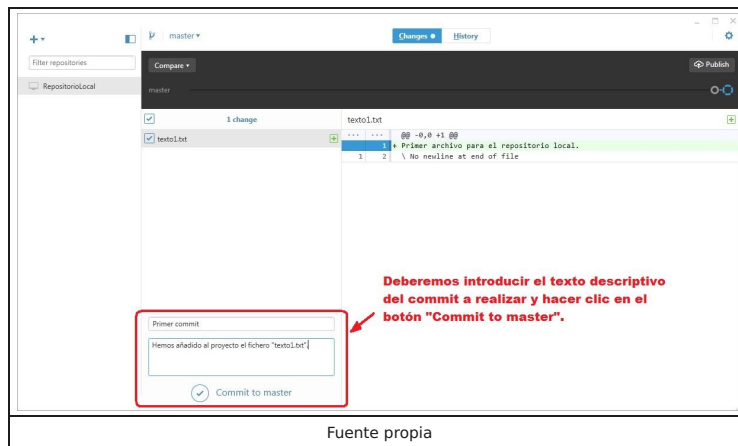 master
Changes
History
Filter repositories
Compare
Publish
RepositorioLocal
master
1 change
texto1.txt
texto1.txt
... ... @@ -0,0 +1 @@
1 + Primer archivo para el repositorio local.
1 2 \ No newline at end of file
Deberemos introducir el texto descriptivo
del commit a realizar y hacer clic en el
botón "Commit to master".
Primer commit
Hemos añadido al proyecto el fichero "texto1.txt".
Commit to master
Fuente propia